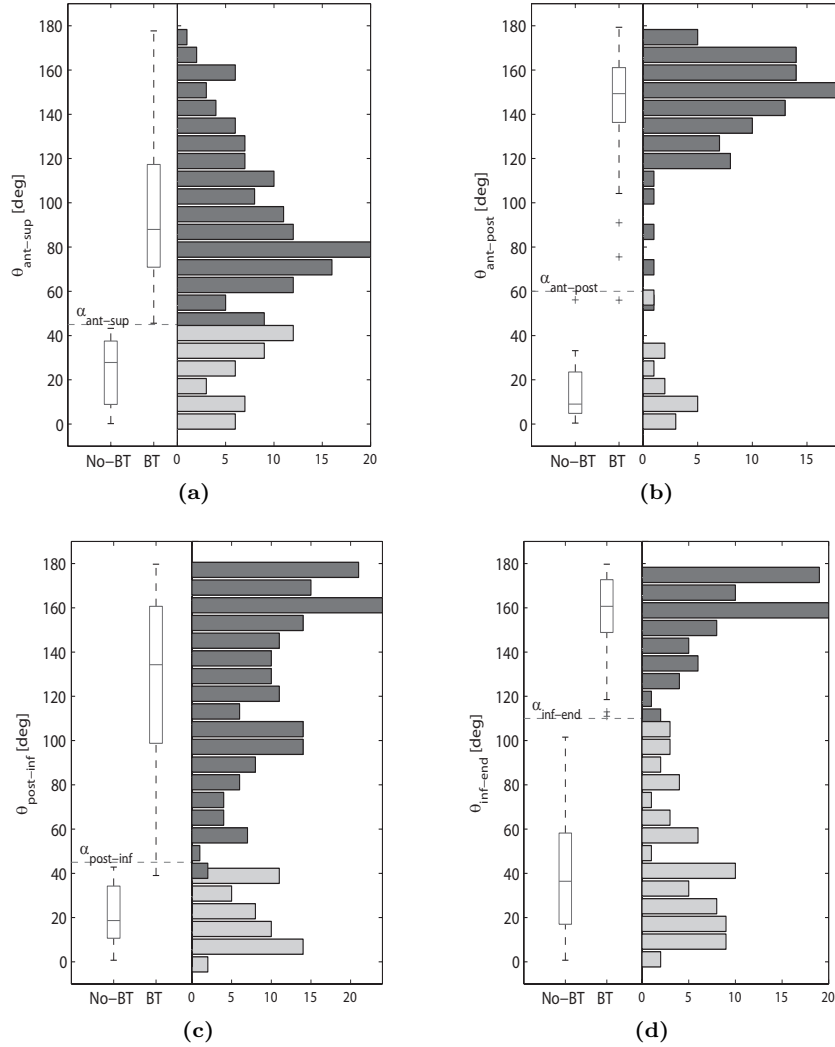 180
160
140
120
100
80
60
40
20
0
θant−sup [deg]
αant−sup
No−BT BT 0 5 10 15 20
(a)
180
160
140
120
100
80
60
40
20
0
θant−post [deg]
αant−post
No−BT BT 0 5 10 15
(b)
180
160
140
120
100
80
60
40
20
0
θpost−inf [deg]
αpost−inf
No−BT BT 0 5 10 15 20
(c)
180
160
140
120
100
80
60
40
20
0
θinf−end [deg]
αinf−end
No−BT BT 0 5 10 15 20
(d)